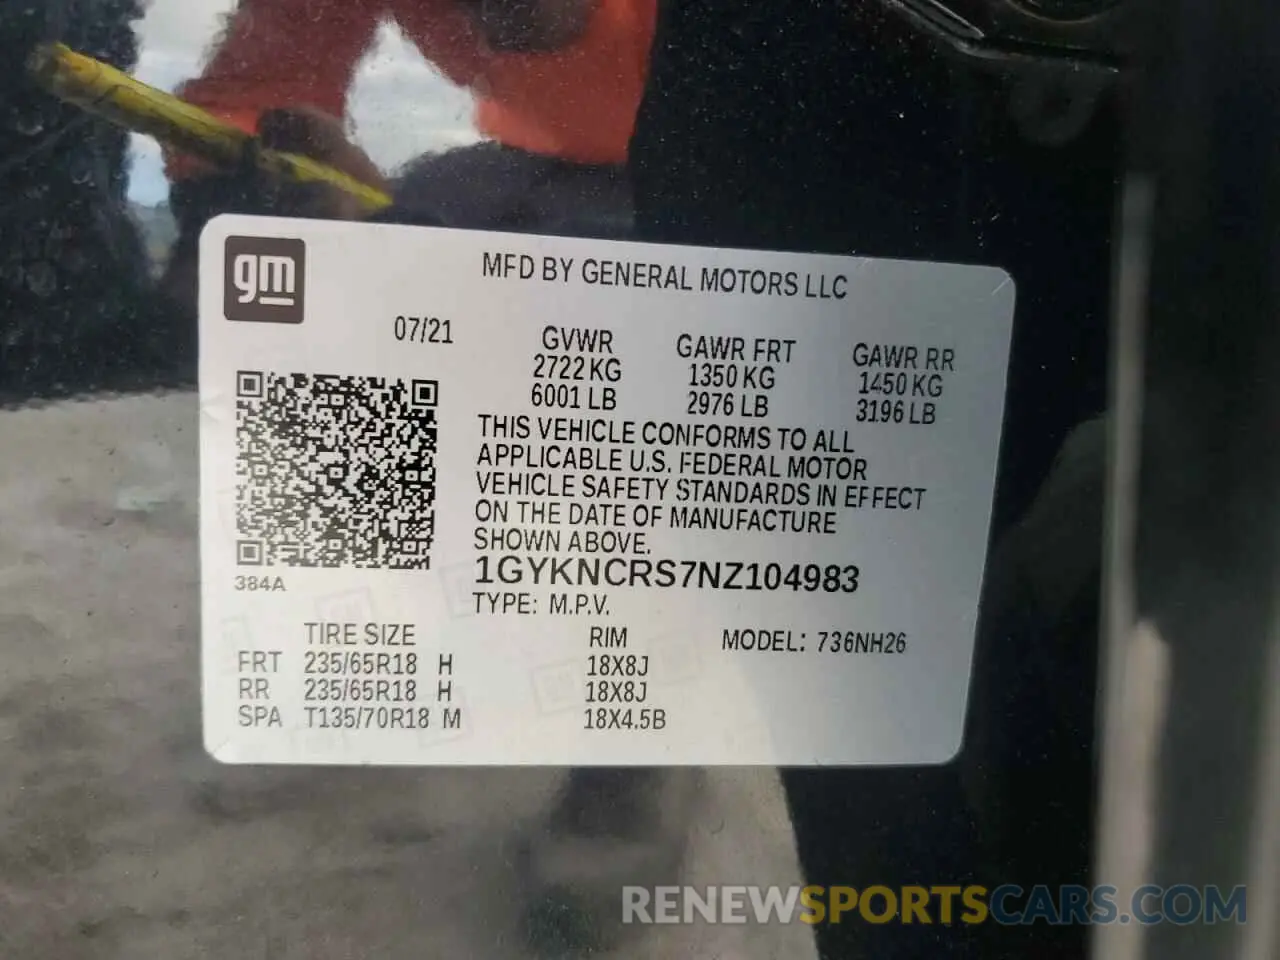 gm
MFD BY GENERAL MOTORS LLC
07/21
GVWR GAWR FRT GAWR RR
2722 KG 1350 KG 1450 KG
6001 LB 2976 LB 3196 LB
THIS VEHICLE CONFORMS TO ALL
APPLICABLE U.S. FEDERAL MOTOR
VEHICLE SAFETY STANDARDS IN EFFECT
ON THE DATE OF MANUFACTURE
SHOWN ABOVE.
384A
1GYKNCRS7NZ104983
TYPE: M.P.V.
TIRE SIZE RIM MODEL: 736NH26
FRT 235/65R18 H 18X8J
RR 235/65R18 H 18X8J
SPA T135/70R18 M 18X4.5B
RENEWSPORTSCARS.COM